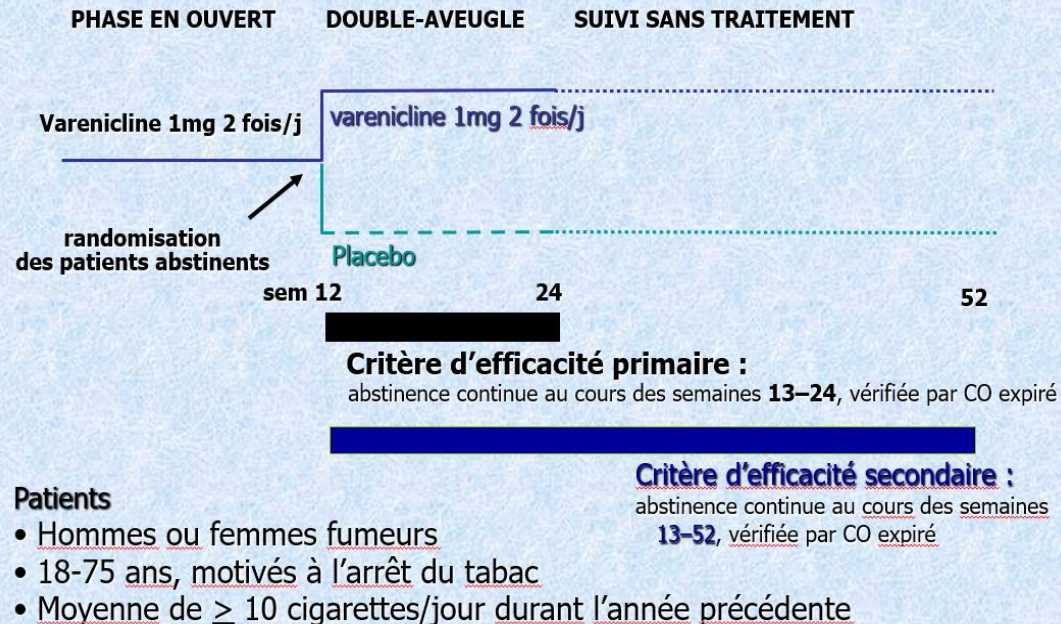 PHASE EN OUVERT DOUBLE-AVEUGLE SUIVI SANS TRAITEMENT
Varenicline 1mg 2 fois/j
varenicline 1mg 2 fois/j
randomisation
des patients abstinents
Placebo
sem 12 24 52
Critère d'efficacité primaire :
abstinence continue au cours des semaines 13–24, vérifiée par CO expiré
Critère d'efficacité secondaire :
abstinence continue au cours des semaines
13–52, vérifiée par CO expiré
Patients
• Hommes ou femmes fumeurs
• 18-75 ans, motivés à l'arrêt du tabac
• Moyenne de > 10 cigarettes/jour durant l'année précédente